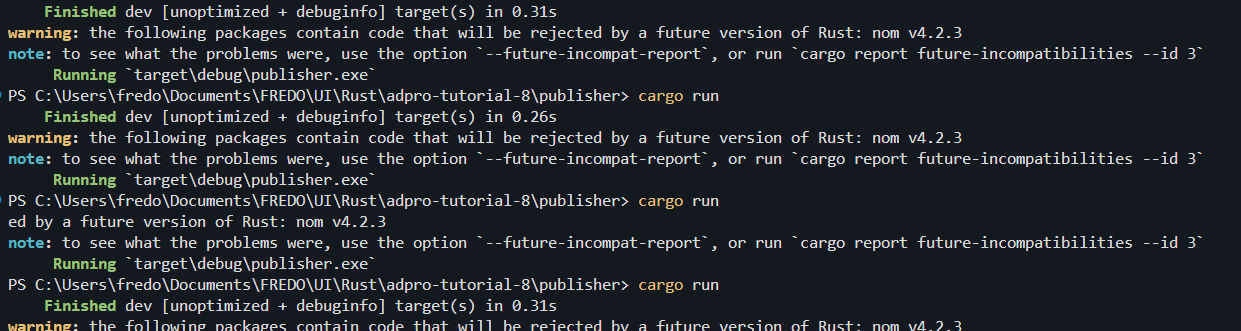 Finished dev [unoptimized + debuginfo] target(s) in 0.31s
warning: the following packages contain code that will be rejected by a future version of Rust: nom v4.2.3
note: to see what the problems were, use the option `--future-incompat-report`, or run `cargo report future-incompatibilities --id 3`
Running `target\debug\publisher.exe`
PS C:\Users\fredo\Documents\FREDO\UI\Rust\adpro-tutorial-8\publisher> cargo run
Finished dev [unoptimized + debuginfo] target(s) in 0.26s
warning: the following packages contain code that will be rejected by a future version of Rust: nom v4.2.3
note: to see what the problems were, use the option `--future-incompat-report`, or run `cargo report future-incompatibilities --id 3`
Running `target\debug\publisher.exe`
PS C:\Users\fredo\Documents\FREDO\UI\Rust\adpro-tutorial-8\publisher> cargo run
ed by a future version of Rust: nom v4.2.3
note: to see what the problems were, use the option `--future-incompat-report`, or run `cargo report future-incompatibilities --id 3`
Running `target\debug\publisher.exe`
PS C:\Users\fredo\Documents\FREDO\UI\Rust\adpro-tutorial-8\publisher> cargo run
Finished dev [unoptimized + debuginfo] target(s) in 0.31s
warning: the following packages contain code that will be rejected by a future version of Rust: nom v4.2.3